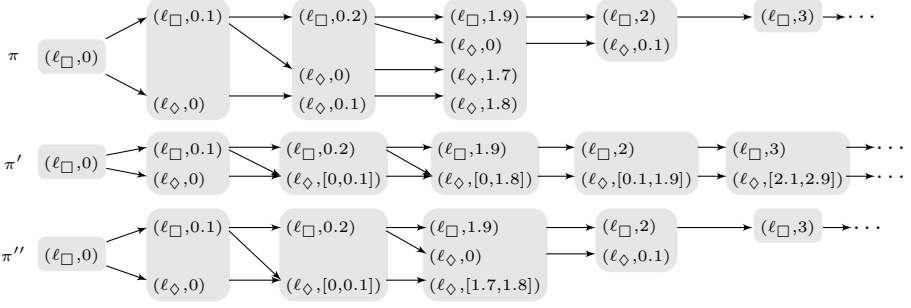 (ℓ□,0.1) (ℓ□,0.2) (ℓ□,1.9) (ℓ□,2) (ℓ□,3) ···
π (ℓ□,0) (ℓ◇,0) (ℓ◇,0.1)
(ℓ◇,0) (ℓ◇,1.7)
(ℓ◇,0) (ℓ◇,0.1) (ℓ◇,1.8)
π′ (ℓ□,0) (ℓ□,0.1) (ℓ□,0.2) (ℓ□,1.9) (ℓ□,2) (ℓ□,3) ···
(ℓ◇,0) (ℓ◇,[0,0.1]) (ℓ◇,[0,1.8]) (ℓ◇,[0.1,1.9]) (ℓ◇,[2.1,2.9]) ···
(ℓ□,0.1) (ℓ□,0.2) (ℓ□,1.9) (ℓ□,2) (ℓ□,3) ···
π″ (ℓ□,0) (ℓ◇,0) (ℓ◇,0.1)
(ℓ◇,0) (ℓ◇,[0,0.1]) (ℓ◇,[1.7,1.8])